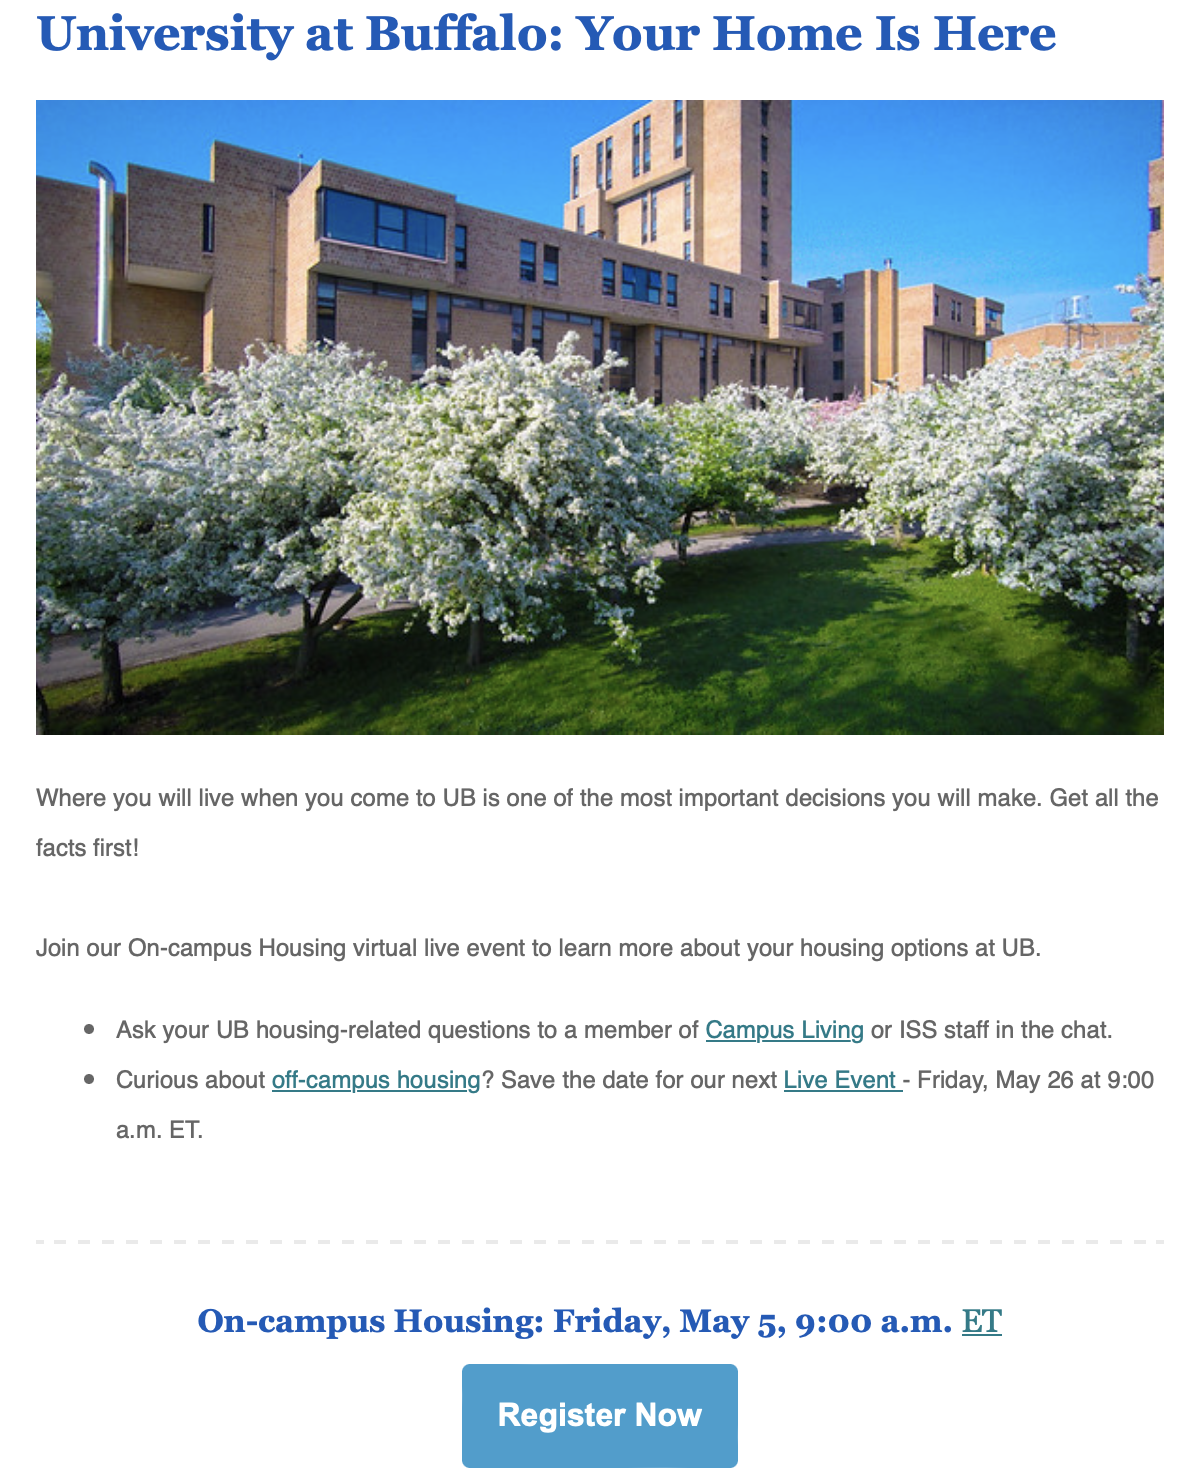 University at Buffalo: Your Home Is Here
Where you will live when you come to UB is one of the most important decisions you will make. Get all the
facts first!
Join our On-campus Housing virtual live event to learn more about your housing options at UB.
• Ask your UB housing-related questions to a member of Campus Living or ISS staff in the chat.
• Curious about off-campus housing? Save the date for our next Live Event - Friday, May 26 at 9:00
a.m. ET.
On-campus Housing: Friday, May 5, 9:00 a.m. ET
Register Now